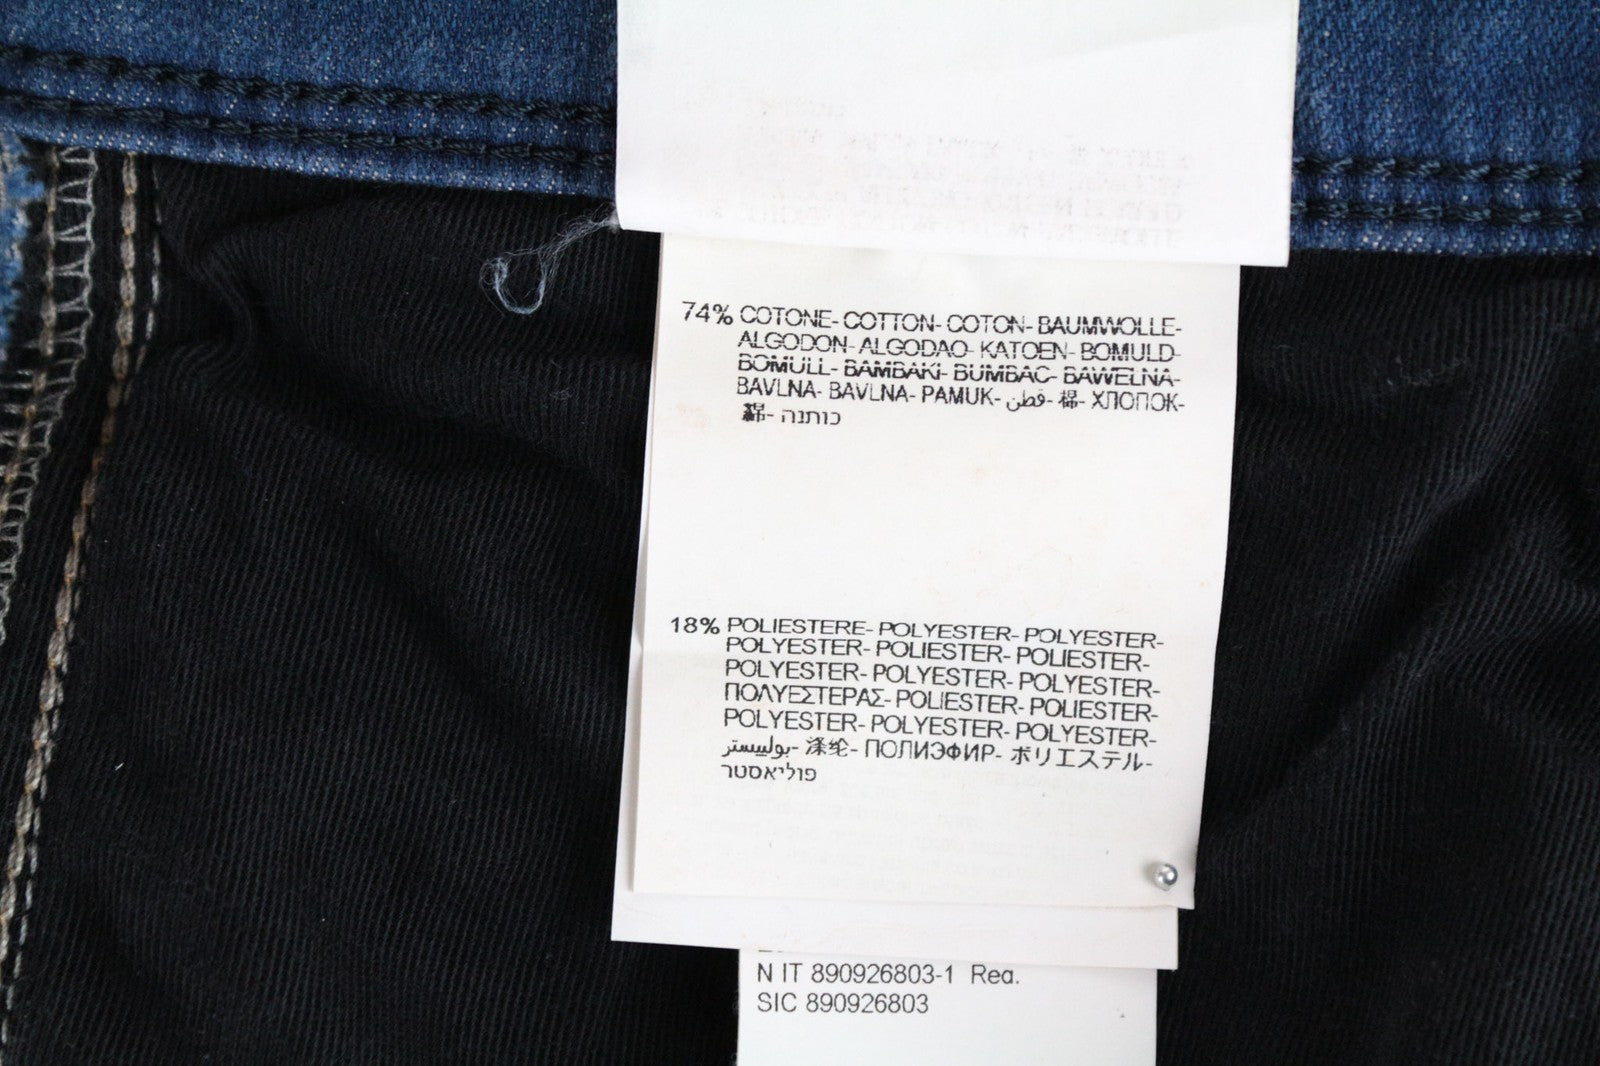 74% COTONE- COTTON- COTON- BAUMWOLLE-
ALGODON- ALGODAO- KATOEN- BOMULD-
BOMULL- BAMBAKI- BUMBAC- BAWELNA-
BAVLNA- BAVLNA- PAMUK- قطن- 棉- ХЛОПОК-
綿- כותנה
18% POLIESTERE- POLYESTER- POLYESTER-
POLYESTER- POLIESTER- POLIESTER-
POLYESTER- POLYESTER- POLYESTER-
ΠΟΛΥΕΣΤΕΡΑΣ- POLIESTER- POLIESTER-
POLYESTER- POLYESTER- POLYESTER-
بولييستر- 涤纶- ПОЛИЭФИР- ポリエステル-
פוליאסטר
N IT 890926803-1 Rea.
SIC 890926803